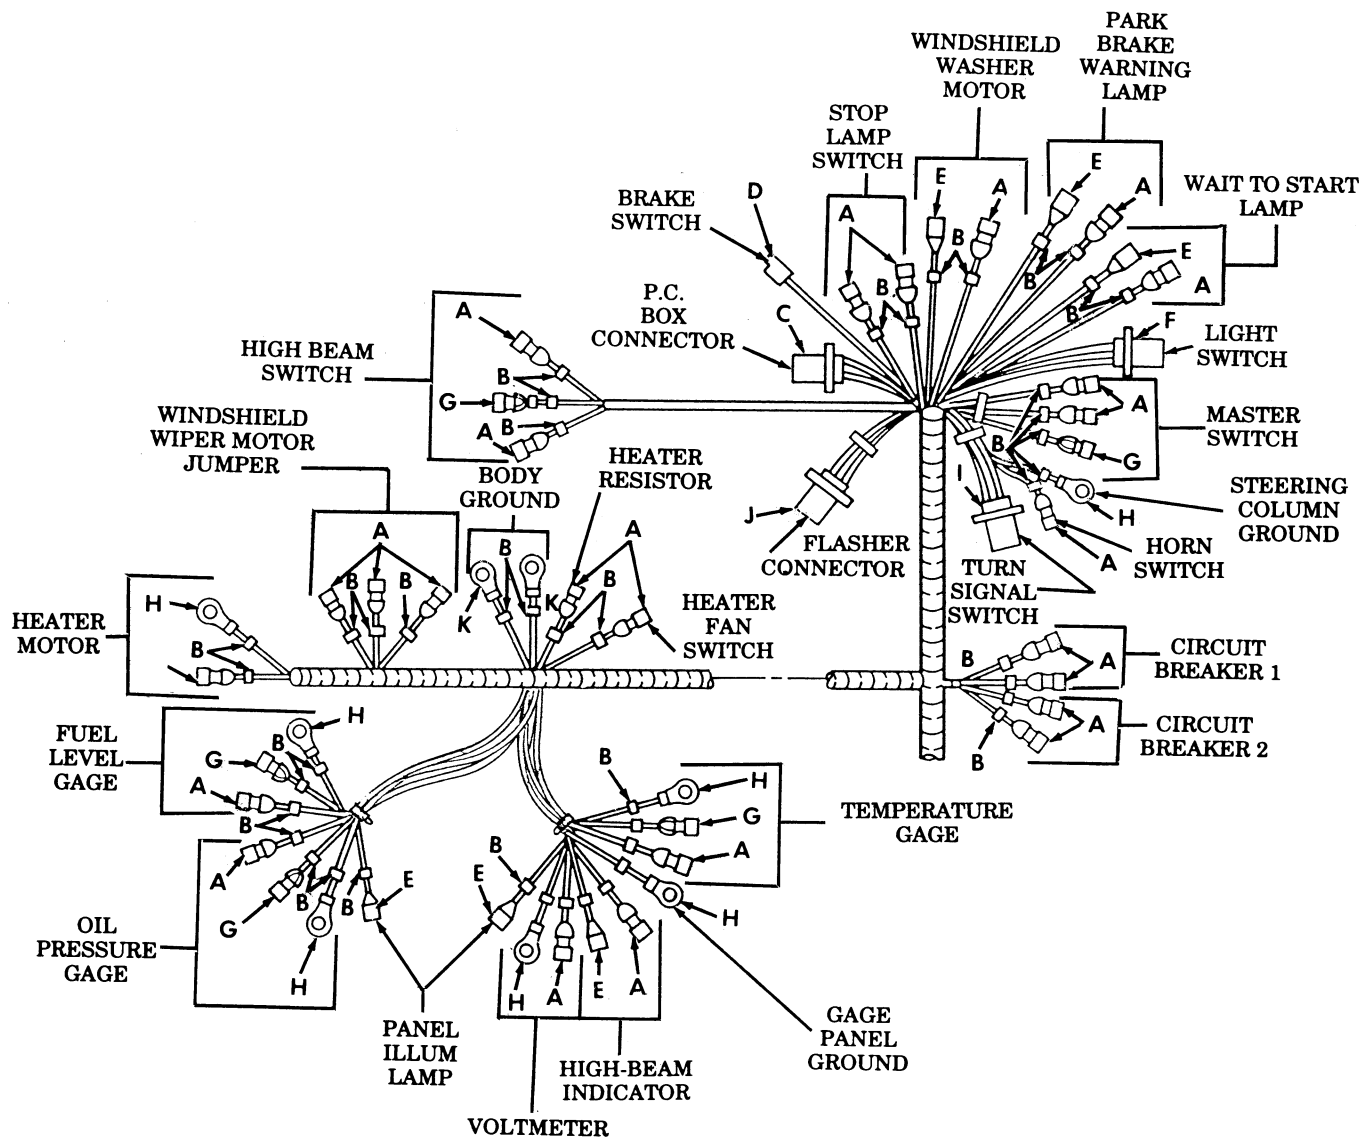 PARK
BRAKE
WARNING
LAMP
WINDSHIELD
WASHER
MOTOR
STOP
LAMP
SWITCH
E
E
A
A
WAIT TO START
LAMP
D
BRAKE
SWITCH
A
B
E
A
B
B
B
P.C.
BOX
CONNECTOR
C
F
LIGHT
SWITCH
A
HIGH BEAM
SWITCH
B
G
B
A
A
MASTER
SWITCH
B
G
WINDSHIELD
WIPER MOTOR
JUMPER
BODY
GROUND
HEATER
RESISTOR
I
J
H
STEERING
COLUMN
GROUND
FLASHER
CONNECTOR
HORN
SWITCH
A
TURN
SIGNAL
SWITCH
A
B
B
B
K
K
A
B
HEATER
FAN
SWITCH
H
HEATER
MOTOR
B
B
A
CIRCUIT
BREAKER 1
A
CIRCUIT
BREAKER 2
B
H
FUEL
LEVEL
GAGE
B
G
A
B
A
G
B
B
E
H
OIL
PRESSURE
GAGE
B
H
G
A
TEMPERATURE
GAGE
B
E
H
H
A
E
A
PANEL
ILLUM
LAMP
GAGE
PANEL
GROUND
HIGH-BEAM
INDICATOR
VOLTMETER